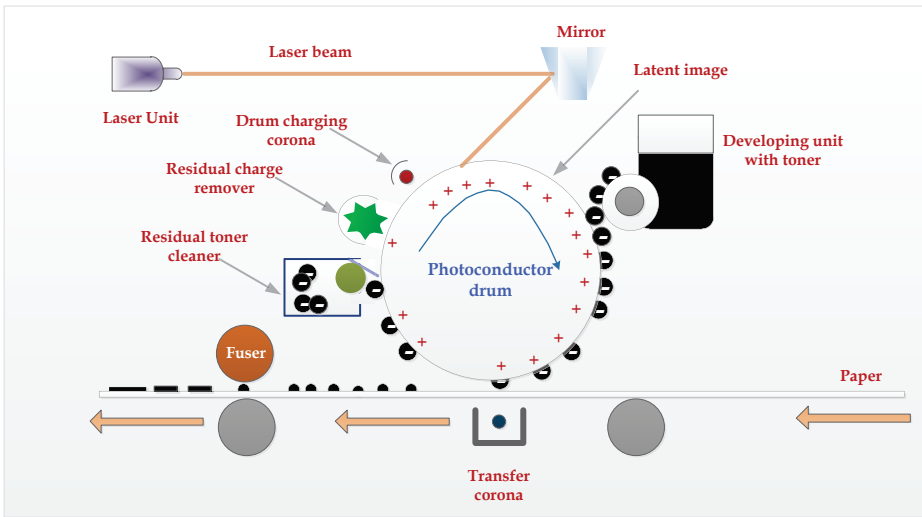 Mirror
Laser beam
Latent image
Laser Unit
Drum charging
corona
Developing unit
with toner
Residual charge
remover
Residual toner
cleaner
Photoconductor
drum
Fuser
Paper
Transfer
corona